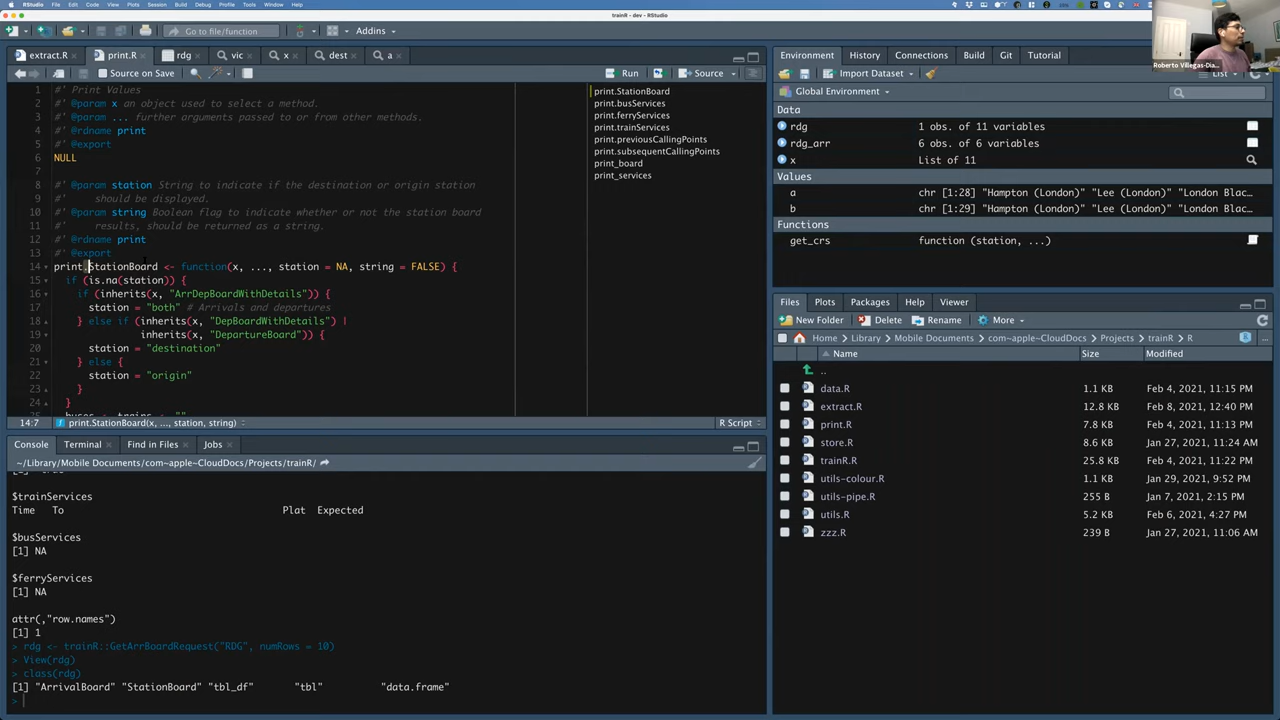 RStudio File Edit Code View Plots Session Build Debug Profile Tools Window Help
trainR - dev - RStudio
Go to file/function Addins
extract.R print.R rdg vic x dest a
Source on Save Run Source
#' Print Values
1
#' @param x an object used to select a method.
2
#' @param ... further arguments passed to or from other methods.
3
#' @rdname print
4
#' @export
5
NULL
6
7
#' @param station String to indicate if the destination or origin station
8
#'     should be displayed.
9
#' @param string Boolean flag to indicate whether or not the station board
10
#'     results, should be returned as a string.
11
#' @rdname print
12
#' @export
13
print.StationBoard <- function(x, ..., station = NA, string = FALSE) {
14
if (is.na(station)) {
15
if (inherits(x, "ArrDepBoardWithDetails")) {
16
station = "both" # Arrivals and departures
17
} else if (inherits(x, "DepBoardWithDetails") |
18
inherits(x, "DepartureBoard")) {
19
station = "destination"
20
} else {
21
station = "origin"
22
}
23
}
24
print.StationBoard
print.busServices
print.ferryServices
print.trainServices
print.previousCallingPoints
print.subsequentCallingPoints
print_board
print_services
14:7 print.StationBoard(x, ..., station, string) R Script
Console Terminal Find in Files Jobs
~/Library/Mobile Documents/com~apple~CloudDocs/Projects/trainR/
$trainServices
Time To Plat Expected
$busServices
[1] NA
$ferryServices
[1] NA
attr(,"row.names")
[1] 1
> rdg <- trainR::GetArrBoardRequest("RDG", numRows = 10)
> View(rdg)
> class(rdg)
[1] "ArrivalBoard" "StationBoard" "tbl_df" "tbl" "data.frame"
>
Roberto Villegas-Dia...
Environment History Connections Build Git Tutorial
Import Dataset List
Global Environment
Data
rdg 1 obs. of 11 variables
rdg_arr 6 obs. of 6 variables
x List of 11
Values
a chr [1:28] "Hampton (London)" "Lee (London)" "London Blac...
b chr [1:29] "Hampton (London)" "Lee (London)" "London Blac...
Functions
get_crs function (station, ...)
Files Plots Packages Help Viewer
New Folder Delete Rename More
Home Library Mobile Documents com~apple~CloudDocs Projects trainR R ...
Name Size Modified
..
data.R 1.1 KB Feb 4, 2021, 11:15 PM
extract.R 12.8 KB Feb 8, 2021, 12:40 PM
print.R 7.8 KB Feb 4, 2021, 11:13 PM
store.R 8.6 KB Jan 27, 2021, 11:24 AM
trainR.R 25.8 KB Feb 4, 2021, 11:22 PM
utils-colour.R 1.1 KB Jan 29, 2021, 9:52 PM
utils-pipe.R 255 B Jan 7, 2021, 2:15 PM
utils.R 5.2 KB Feb 6, 2021, 4:27 PM
zzz.R 239 B Jan 27, 2021, 11:06 AM